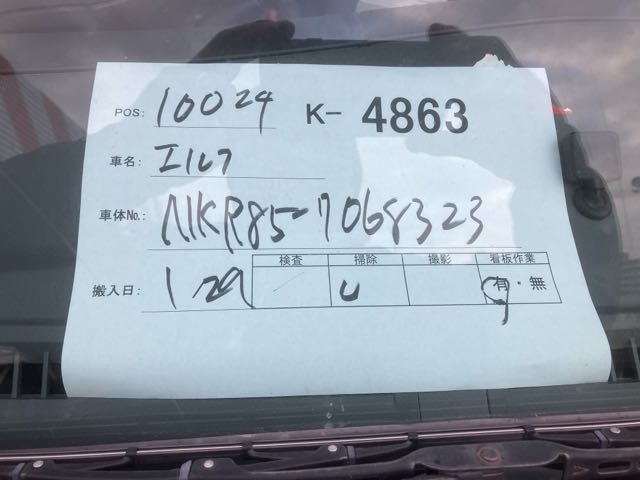 POS: 10024 K- 4863
車名: エルフ
車体No.: NKR85-7068323
搬入日: 1/29
検査 掃除 撮影 看板作業
レ 有・無